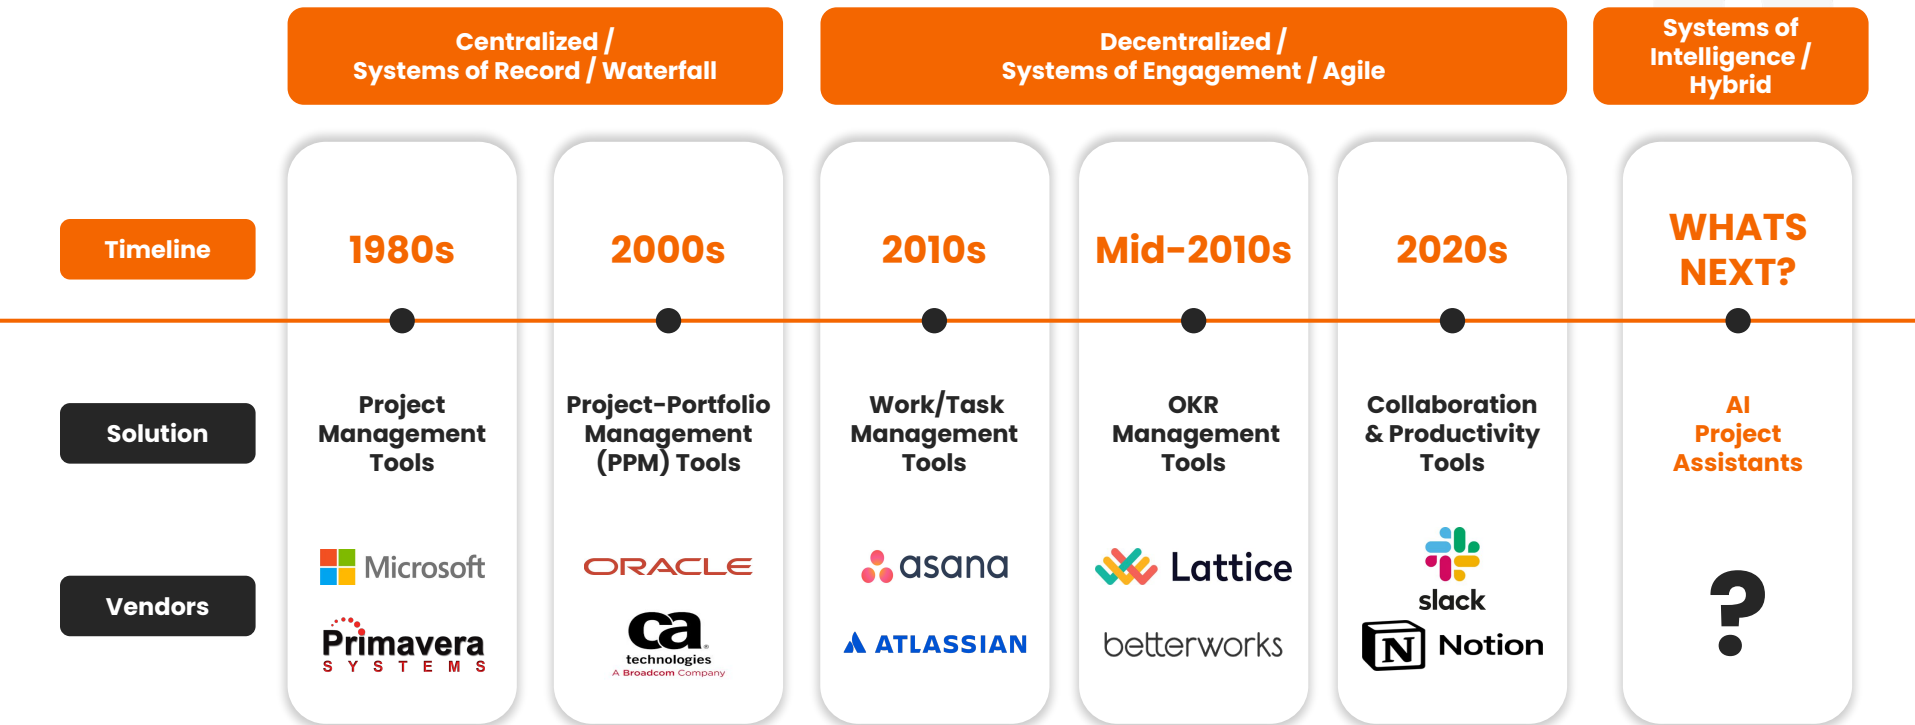 Centralized /
Systems of Record / Waterfall
Decentralized /
Systems of Engagement / Agile
Systems of
Intelligence /
Hybrid
Timeline
1980s
2000s
2010s
Mid-2010s
2020s
WHATS
NEXT?
Solution
Project
Management
Tools
Project-Portfolio
Management
(PPM) Tools
Work/Task
Management
Tools
OKR
Management
Tools
Collaboration
& Productivity
Tools
AI
Project
Assistants
Vendors
Microsoft
Primavera
SYSTEMS
ORACLE
ca
technologies
A Broadcom Company
asana
ATLASSIAN
Lattice
betterworks
slack
N Notion
?